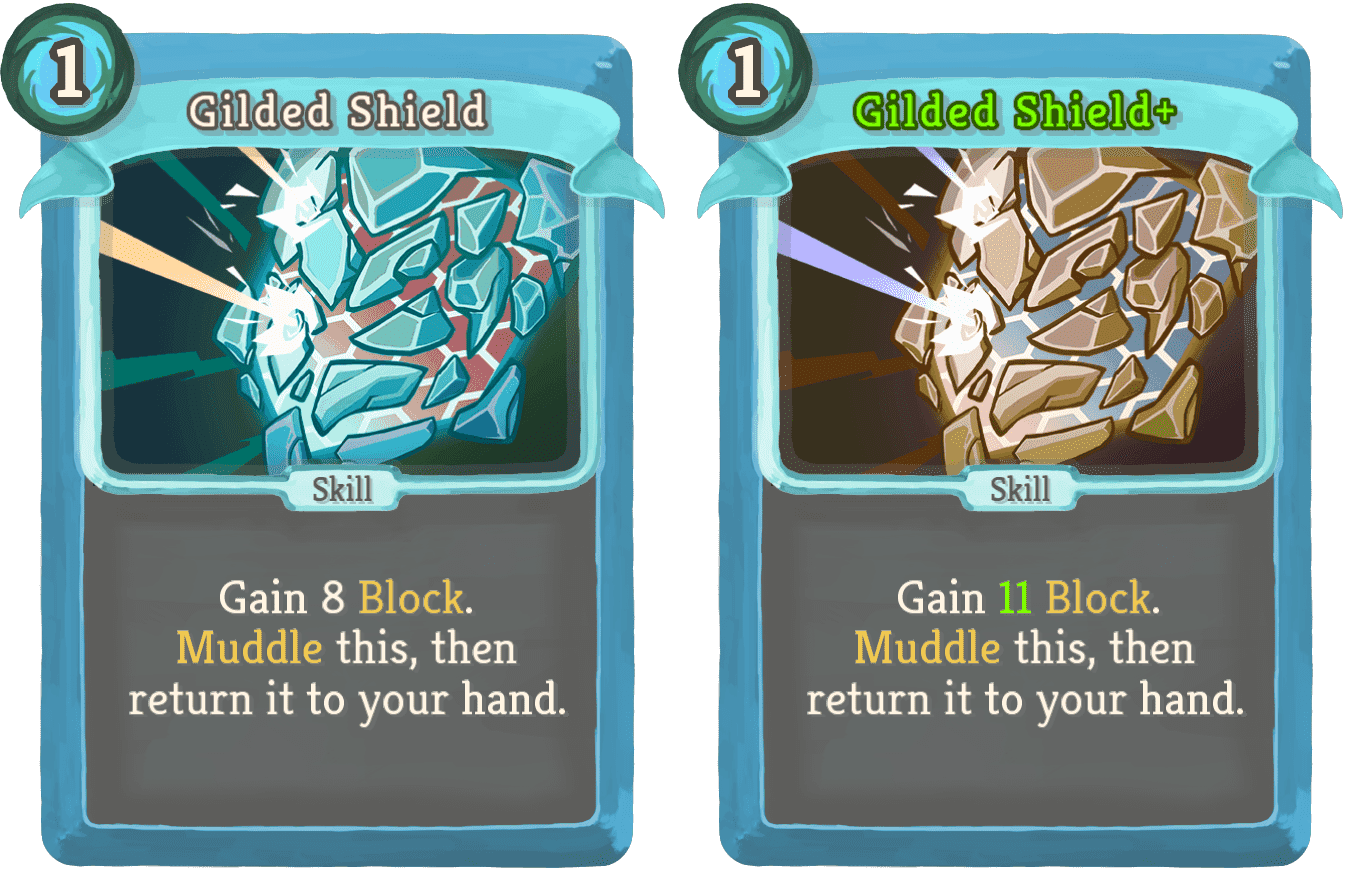 1
Gilded Shield
Skill
Gain 8 Block.
Muddle this, then
return it to your hand.
1
Gilded Shield+
Skill
Gain 11 Block.
Muddle this, then
return it to your hand.